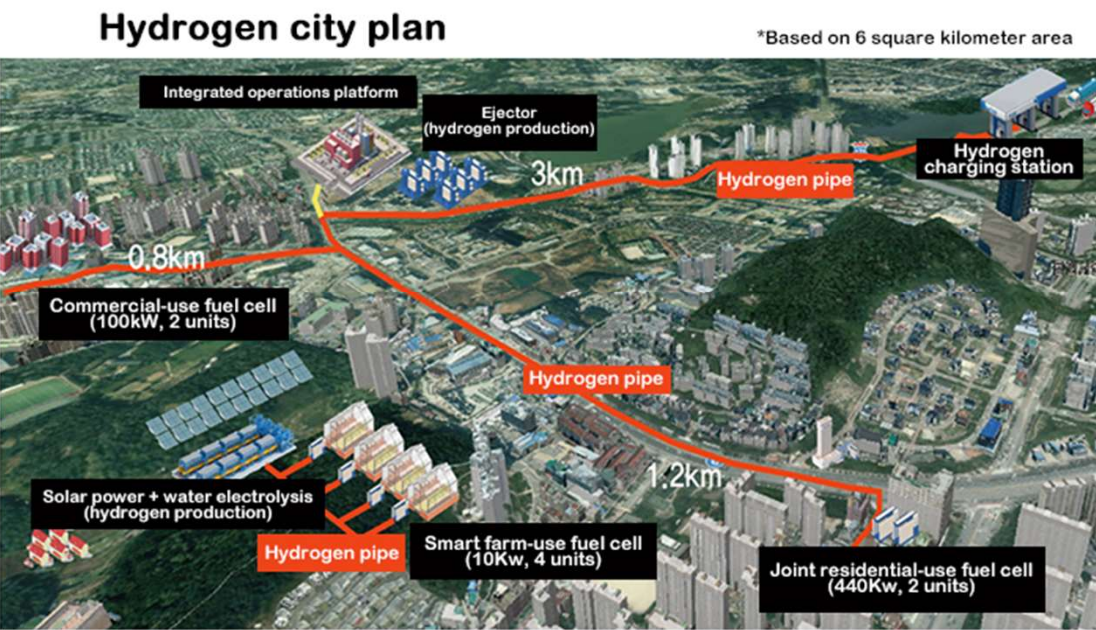 Hydrogen city plan
*Based on 6 square kilometer area
Integrated operations platform
Ejector
(hydrogen production)
Hydrogen
charging station
3km
Hydrogen pipe
0.8km
Commercial-use fuel cell
(100kW, 2 units)
Hydrogen pipe
1.2km
Solar power + water electrolysis
(hydrogen production)
Hydrogen pipe
Smart farm-use fuel cell
(10Kw, 4 units)
Joint residential-use fuel cell
(440Kw, 2 units)